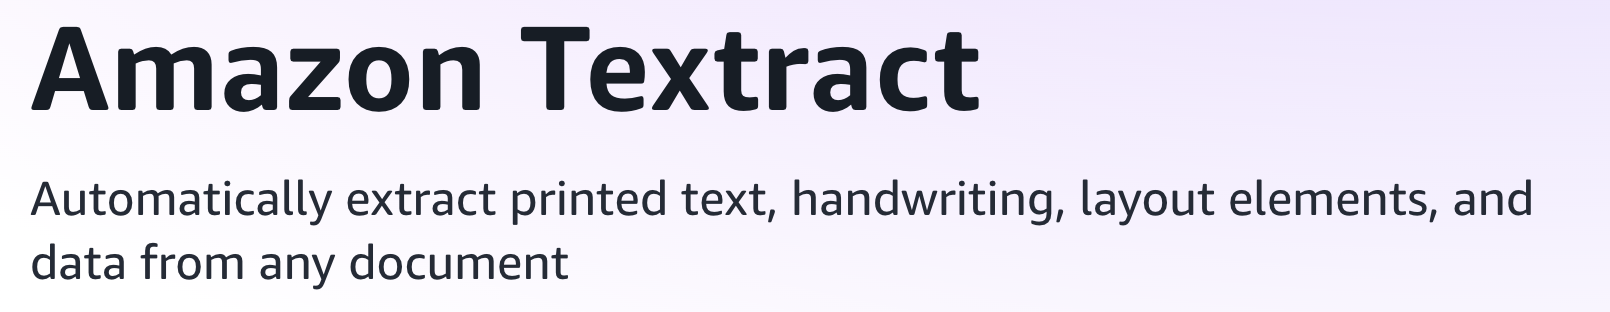 Amazon Textract
Automatically extract printed text, handwriting, layout elements, and
data from any document